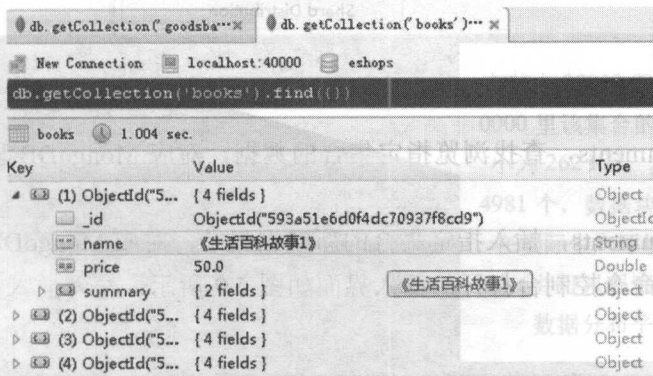 db.getCollection('goodsba… × db.getCollection('books')… ×
New Connection localhost:40000 eshops
db.getCollection('books').find({})
books 1.004 sec.
Key Value Type
(1) ObjectId("5... { 4 fields } Object
_id ObjectId("593a51e6d0f4dc70937f8cd9") ObjectId
name 《生活百科故事1》 String
price 50.0 Double
summary { 2 fields } Object
《生活百科故事1》
(2) ObjectId("5... { 4 fields } Object
(3) ObjectId("5... { 4 fields } Object
(4) ObjectId("5... { 4 fields } Object